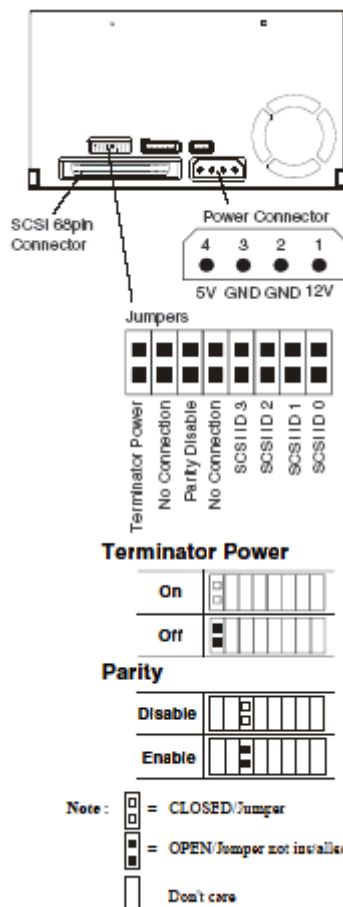 SCSI 68pin
Connector
Power Connector
4 3 2 1
5V GND GND 12V
Jumpers
Terminator Power
No Connection
Parity Disable
No Connection
SCSI ID 3
SCSI ID 2
SCSI ID 1
SCSI ID 0
Terminator Power
On
Off
Parity
Disable
Enable
Note : = CLOSED/Jumper
= OPEN/Jumper not
Don't care